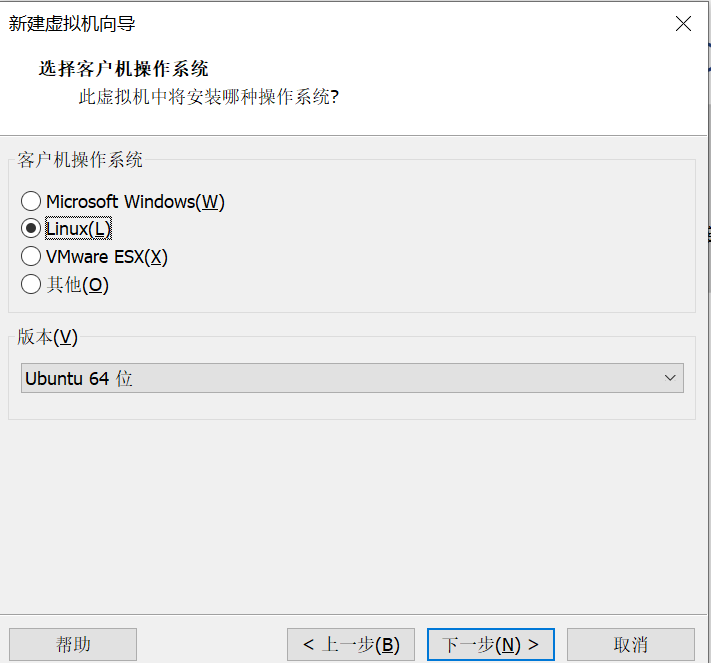 新建虚拟机向导
选择客户机操作系统
此虚拟机中将安装哪种操作系统?
客户机操作系统
Microsoft Windows(W)
Linux(L)
VMware ESX(X)
其他(O)
版本(V)
Ubuntu 64 位
帮助
< 上一步(B)
下一步(N) >
取消